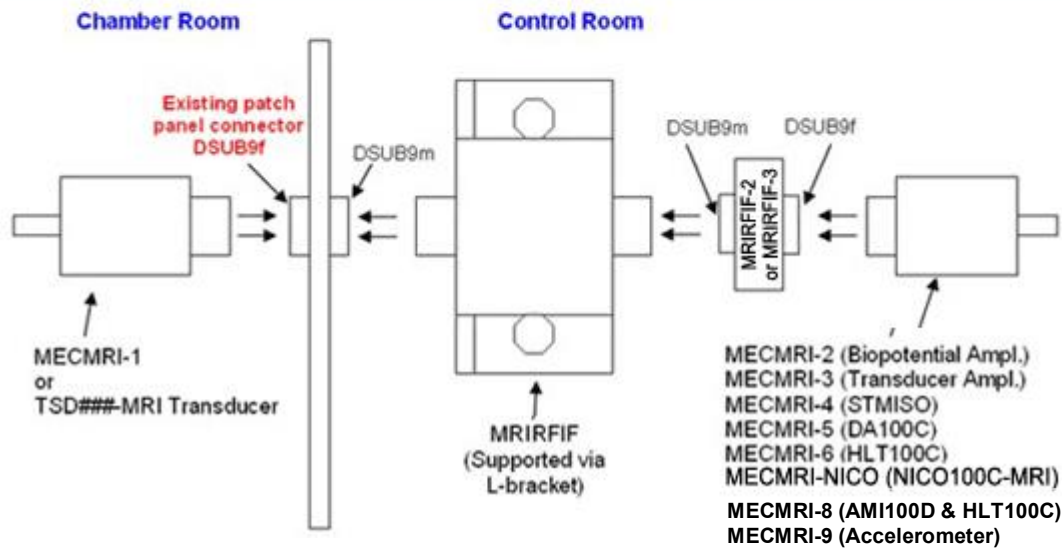 Chamber Room
Control Room
Existing patch
panel connector
DSUB9f
DSUB9m
DSUB9m
DSUB9f
MRIRFIF-2
or MRIRFIF-3
MECMRI-1
or
TSD###-MRI Transducer
MRIRFIF
(Supported via
L-bracket)
MECMRI-2 (Biopotential Ampl.)
MECMRI-3 (Transducer Ampl.)
MECMRI-4 (STMISO)
MECMRI-5 (DA100C)
MECMRI-6 (HLT100C)
MECMRI-NICO (NICO100C-MRI)
MECMRI-8 (AMI100D & HLT100C)
MECMRI-9 (Accelerometer)